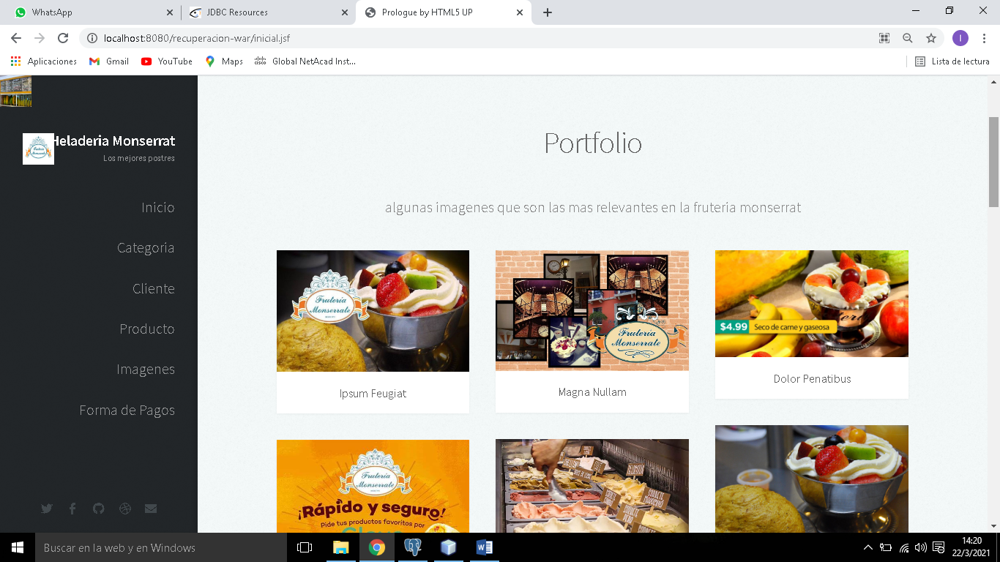 WhatsApp
JDBC Resources
Prologue by HTML5 UP
localhost:8080/recuperacion-war/inicial.jsf
I
Aplicaciones
Gmail
YouTube
Maps
Global NetAcad Inst...
Lista de lectura
Heladeria Monserrat
Los mejores postres
Inicio
Categoria
Cliente
Producto
Imagenes
Forma de Pagos
Portfolio
algunas imagenes que son las mas relevantes en la fruteria monserrat
Frutería
Monserrate
Ipsum Feugiat
Frutería
Monserrate
Magna Nullam
$4.99 Seco de carne y gaseosa
Dolor Penatibus
Frutería
Monserrate
¡Rápido y seguro!
Pide tus productos favoritos por
Buscar en la web y en Windows
14:20
22/3/2021